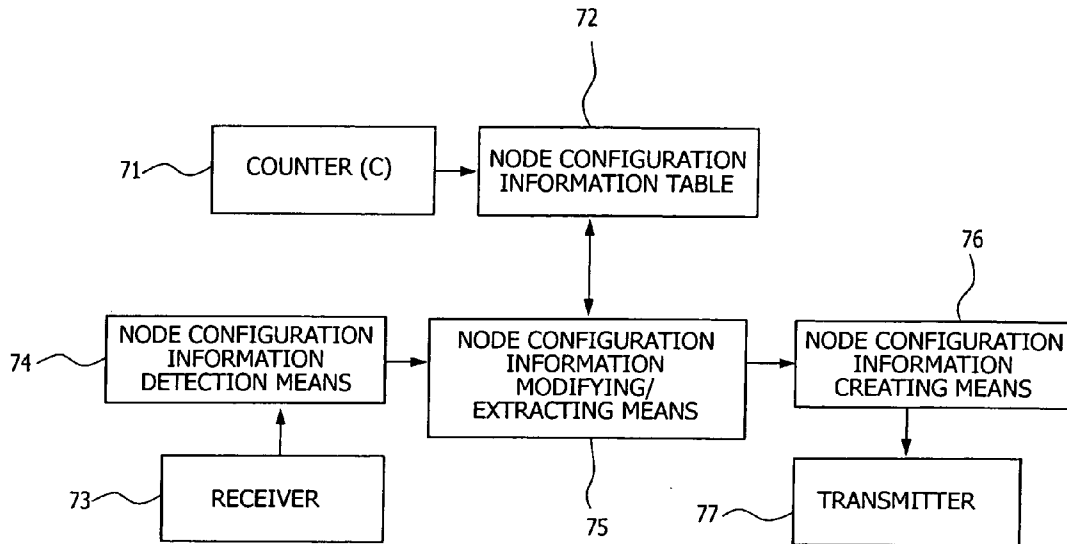 72
71
COUNTER (C)
NODE CONFIGURATION
INFORMATION TABLE
76
74
NODE CONFIGURATION
INFORMATION
DETECTION MEANS
NODE CONFIGURATION
INFORMATION
MODIFYING/
EXTRACTING MEANS
NODE CONFIGURATION
INFORMATION
CREATING MEANS
73
RECEIVER
75
77
TRANSMITTER